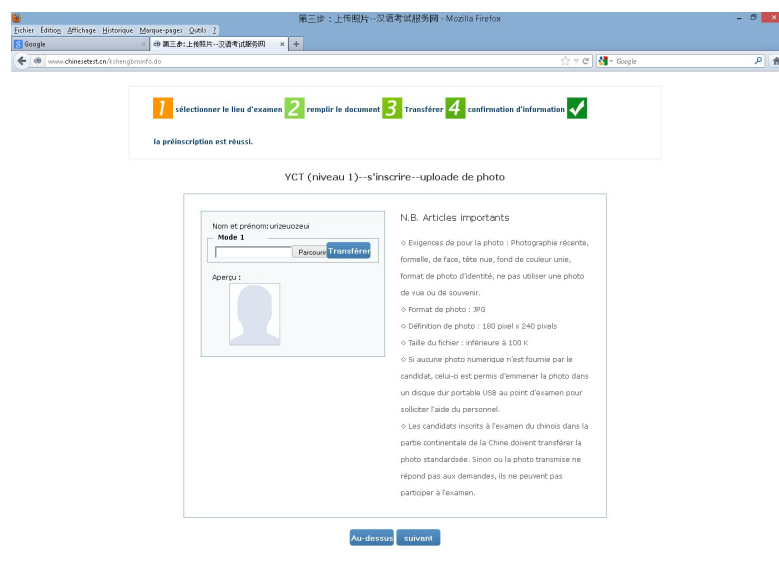 第三步：上传照片--汉语考试服务网 - Mozilla Firefox
Fichier Edition Affichage Historique Marque-pages Outils ?
Google
第三步:上传照片--汉语考试服务网
www.chinesetest.cn/kshengbminfo.do
Google
1 sélectionner le lieu d'examen 2 remplir le document 3 Transférer 4 confirmation d'information
la préinscription est réussi.
YCT (niveau 1)--s'inscrire--uploade de photo
Nom et prénom:urizeuozeui
Mode 1
Parcourir Transférer
Aperçu :
N.B. Articles importants
◇ Exigences de pour la photo : Photographie récente,
formelle, de face, tête nue, fond de couleur unie,
format de photo d'identité, ne pas utiliser une photo
de vue ou de souvenir.
◇ Format de photo : JPG
◇ Définition de photo : 180 pixel x 240 pixels
◇ Taille du fichier : inférieure à 100 K
◇ Si aucune photo numerique n'est fournie par le
candidat, celui-ci est permis d'emmener la photo dans
un disque dur portable USB au point d'examen pour
solliciter l'aide du personnel.
◇ Les candidats inscrits à l'examen du chinois dans la
partie continentale de la Chine doivent transférer la
photo standardsée. Sinon ou la photo transmise ne
répond pas aux demandes, ils ne peuvent pas
participer à l'examen.
Au-dessus suivant